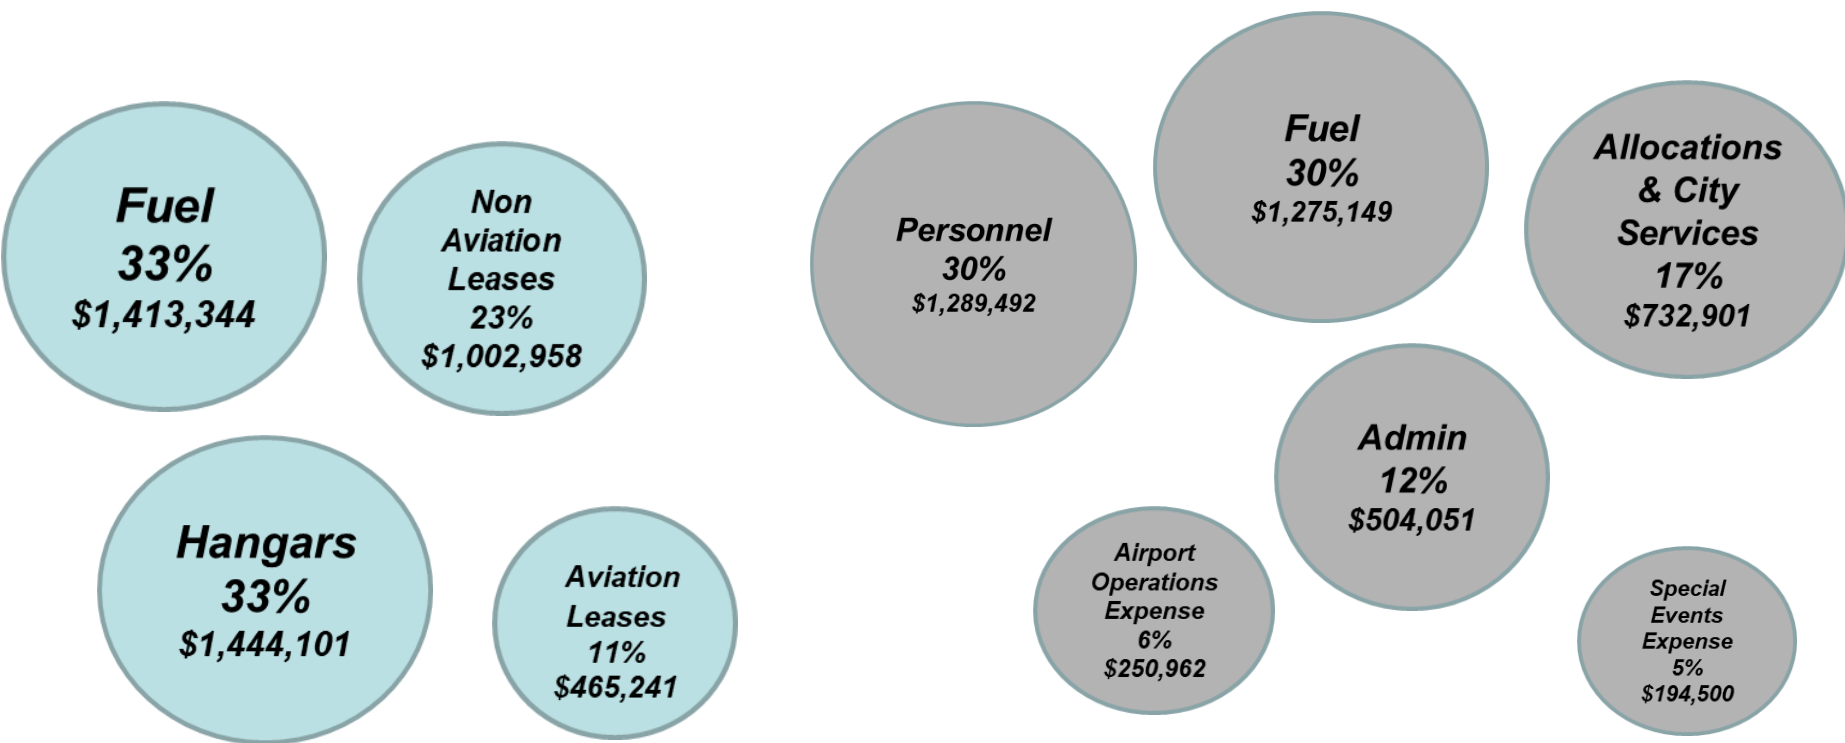 Fuel
33%
$1,413,344
Non
Aviation
Leases
23%
$1,002,958
Hangars
33%
$1,444,101
Aviation
Leases
11%
$465,241
Personnel
30%
$1,289,492
Fuel
30%
$1,275,149
Allocations
& City
Services
17%
$732,901
Admin
12%
$504,051
Airport
Operations
Expense
6%
$250,962
Special
Events
Expense
5%
$194,500